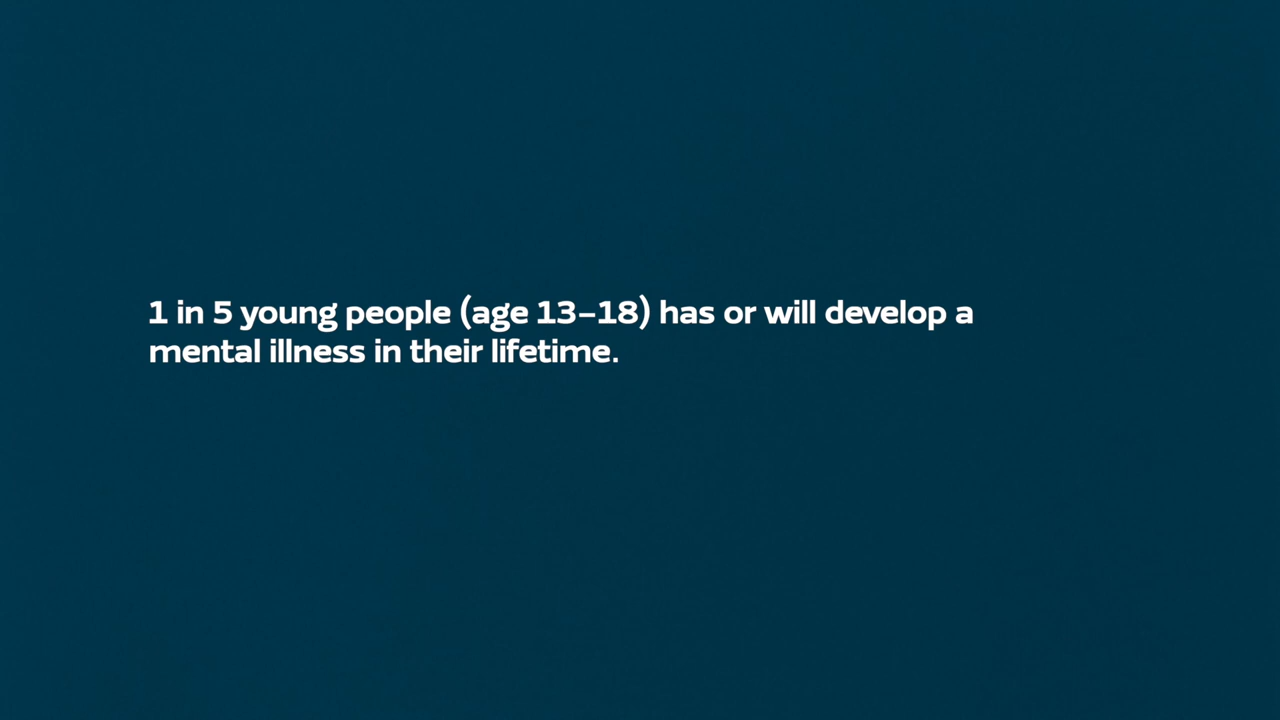 1 in 5 young people (age 13–18) has or will develop a
mental illness in their lifetime.